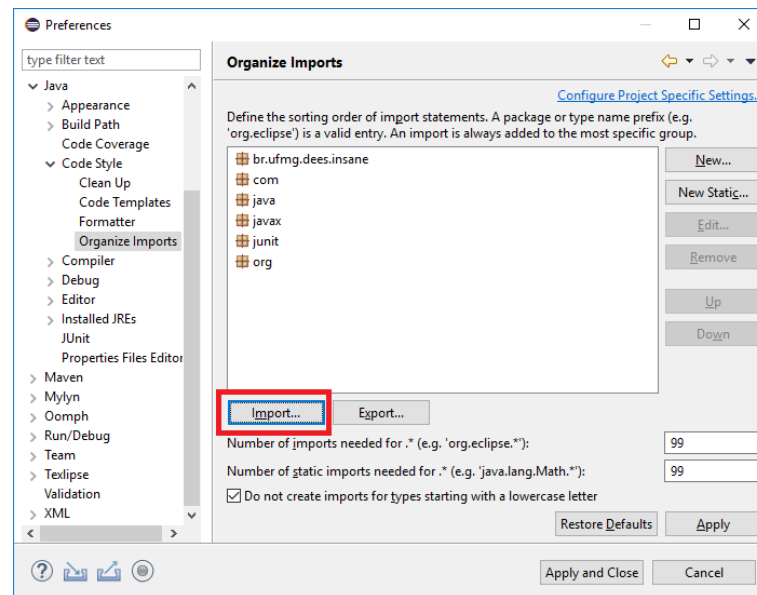 Preferences
type filter text
Java
Appearance
Build Path
Code Coverage
Code Style
Clean Up
Code Templates
Formatter
Organize Imports
Compiler
Debug
Editor
Installed JREs
JUnit
Properties Files Editor
Maven
Mylyn
Oomph
Run/Debug
Team
Texlipse
Validation
XML
Organize Imports
Configure Project Specific Settings.
Define the sorting order of import statements. A package or type name prefix (e.g.
'org.eclipse') is a valid entry. An import is always added to the most specific group.
br.ufmg.dees.insane
com
java
javax
junit
org
New...
New Static...
Edit...
Remove
Up
Down
Import...
Export...
Number of imports needed for .* (e.g. 'org.eclipse.*'):
99
Number of static imports needed for .* (e.g. 'java.lang.Math.*'):
99
Do not create imports for types starting with a lowercase letter
Restore Defaults
Apply
Apply and Close
Cancel